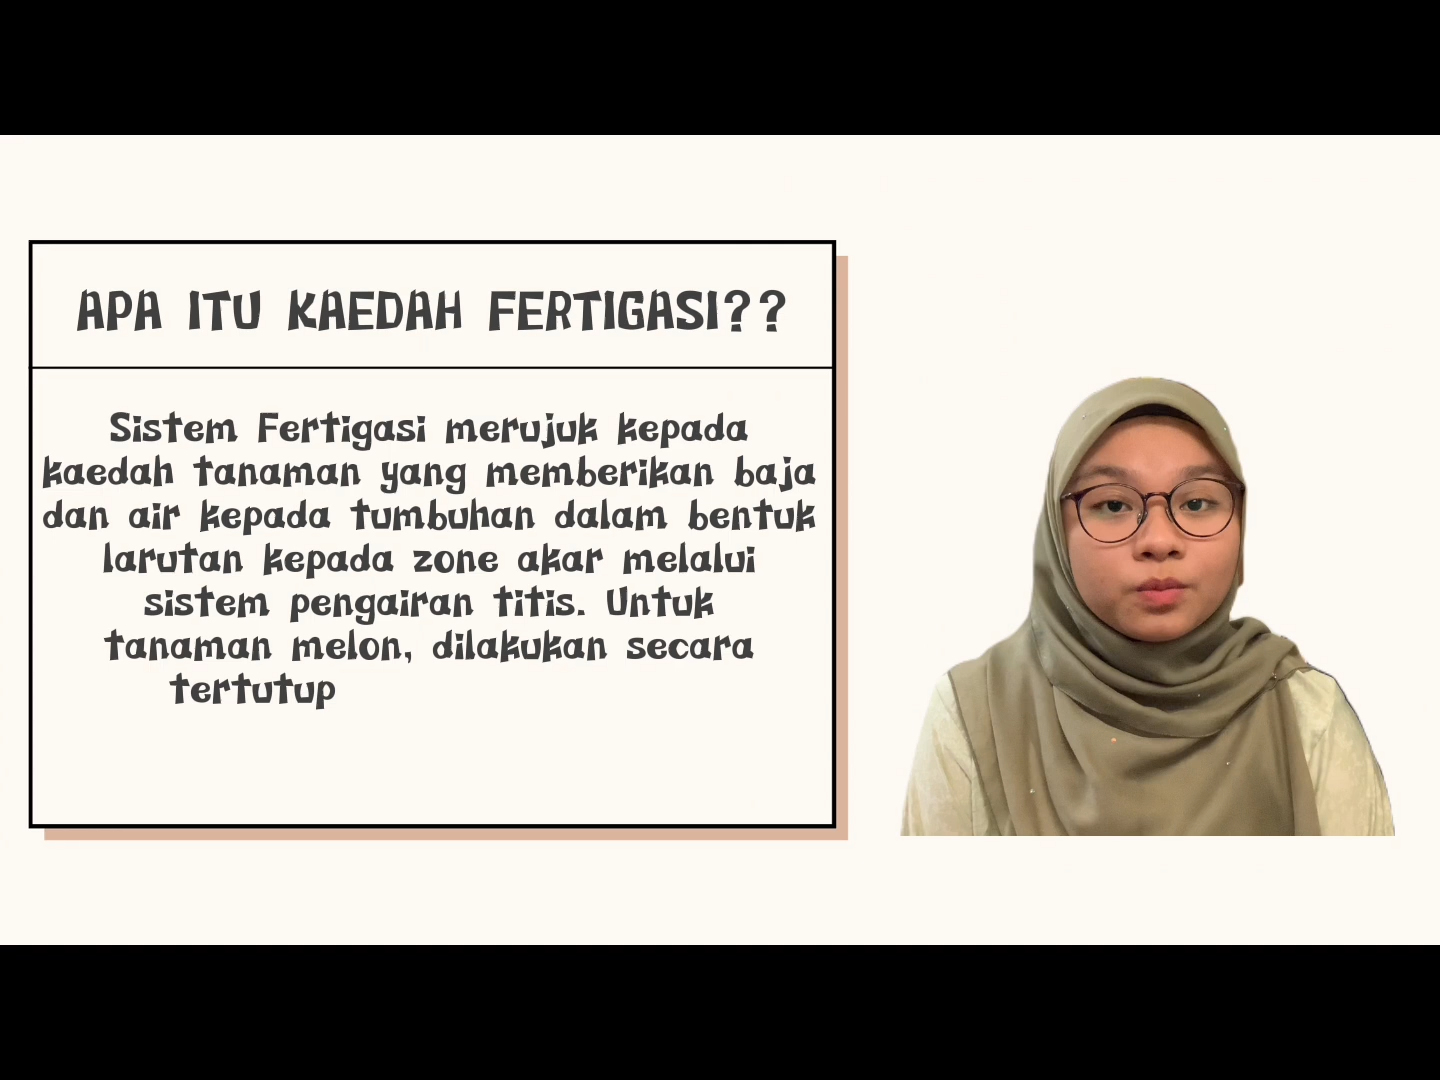 APA ITU KAEDAH FERTIGASI??
Sistem Fertigasi merujuk kepada
kaedah tanaman yang memberikan baja
dan air kepada tumbuhan dalam bentuk
larutan kepada zone akar melalui
sistem pengairan titis. Untuk
tanaman melon, dilakukan secara
tertutup